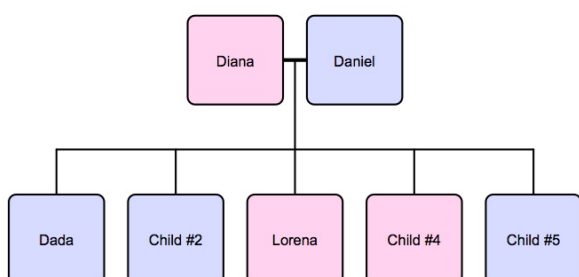 Diana
Daniel
Dada
Child #2
Lorena
Child #4
Child #5